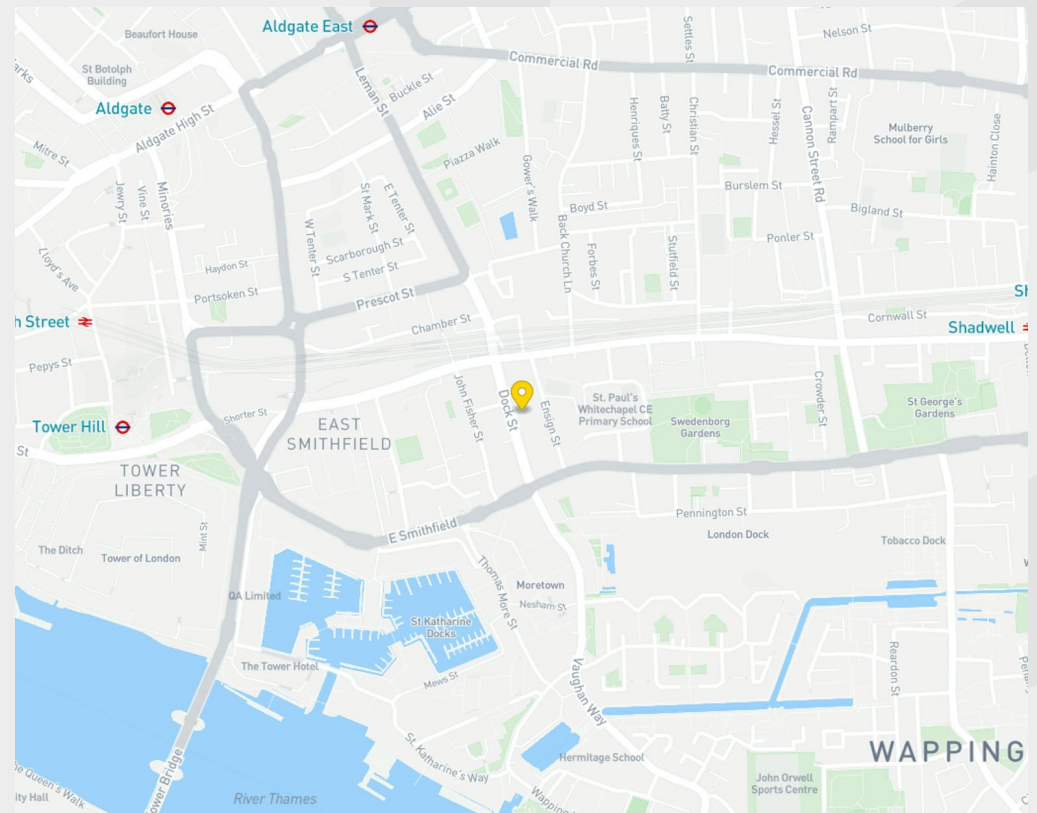 Aldgate East
Beaufort House
Settles St
Nelson St
Commercial Rd
Commercial Rd
St Botolph
Building
Leman St
Buckle St
Aldgate
Alie St
Aldgate High St
Henriques St
Batty St
Christian St
Hessel St
Cannon Street Rd
Rampart St
Mulberry
School for Girls
Hainton Close
Mitre St
Piazza Walk
Gower's Walk
Jewry St
Vine St
Minories
St Mark St
E Tenter St
Burslem St
Boyd St
Bigland St
Back Church Ln
W Tenter St
Scarborough St
Forbes St
Stutfield St
Ponler St
Lloyd's Ave
Haydon St
S Tenter St
Portsoken St
Prescot St
Sh
h Street
Chamber St
Cornwall St
Shadwell
Pepys St
John Fisher St
Dock St
Ensign St
St. Paul's
Whitechapel CE
Primary School
Crowder St
St George's
Gardens
Shorter St
EAST
SMITHFIELD
Swedenborg
Gardens
Tower Hill
St
TOWER
LIBERTY
Pennington St
Mint St
E Smithfield
London Dock
Tobacco Dock
The Ditch
Tower of London
Thomas More St
Moretown
QA Limited
Nesham St
St Katharine
Docks
The Tower Hotel
Mews St
Vaughan Way
Reardon St
St. Katharine's Way
Hermitage School
WAPPING
ower Bridge
he Queen's Walk
ity Hall
River Thames
John Orwell
Sports Centre
Wapping